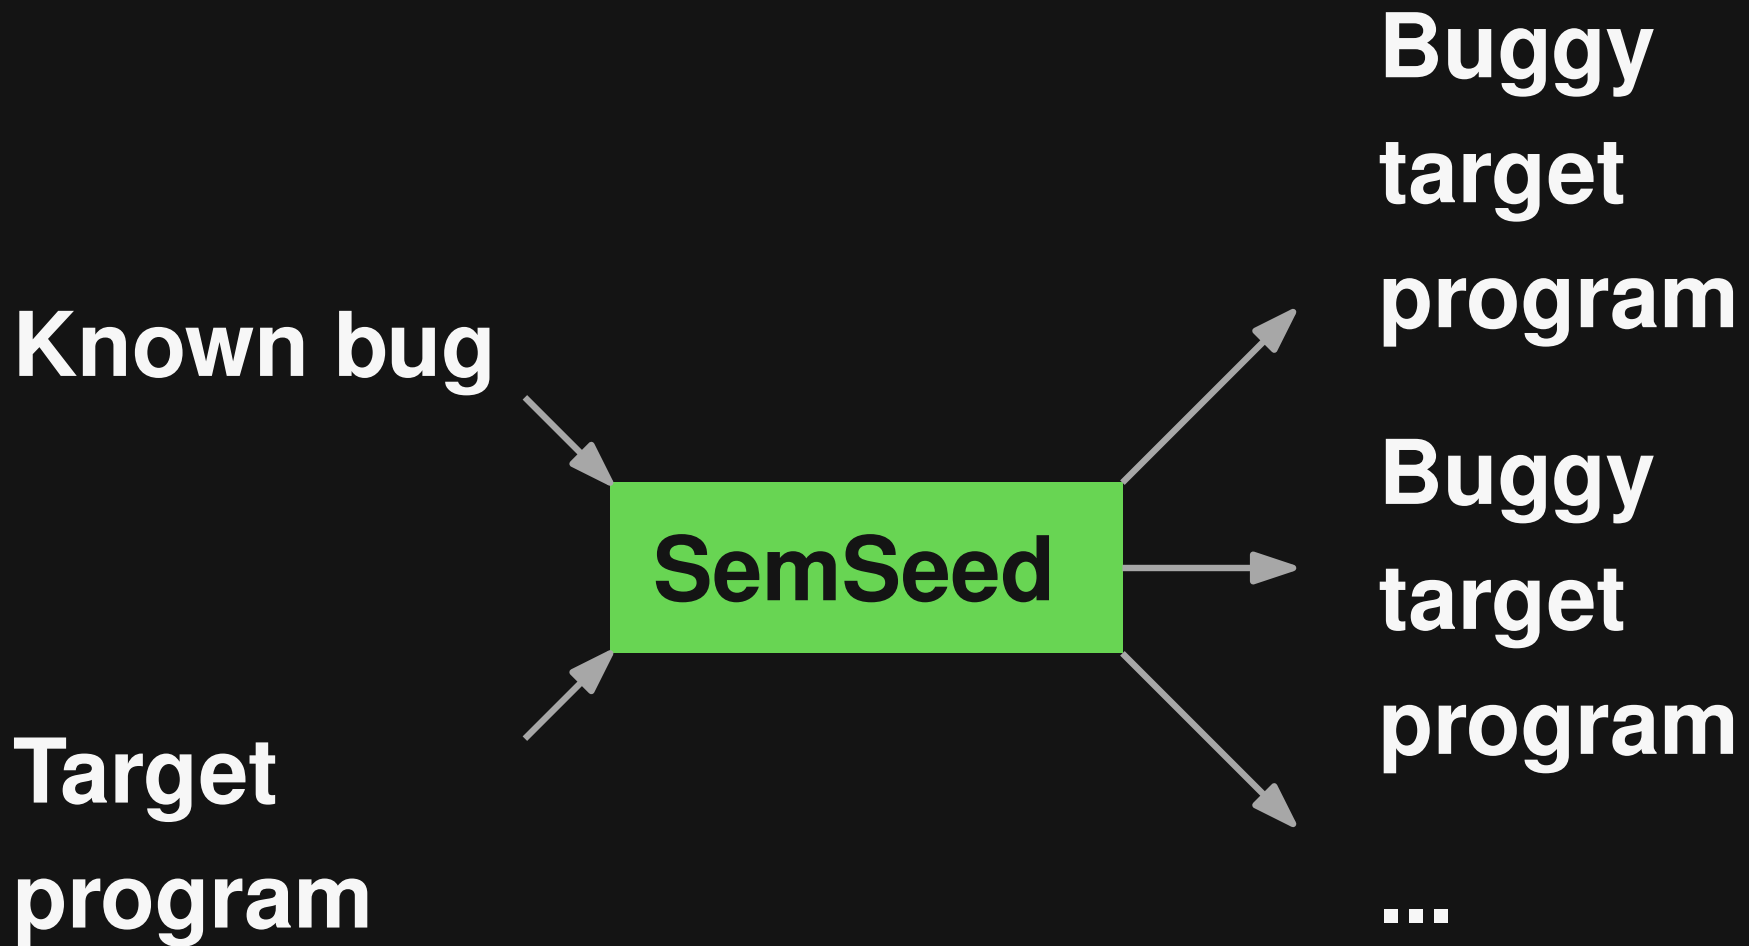 Known bug
Target
program
SemSeed
Buggy
target
program
Buggy
target
program
...